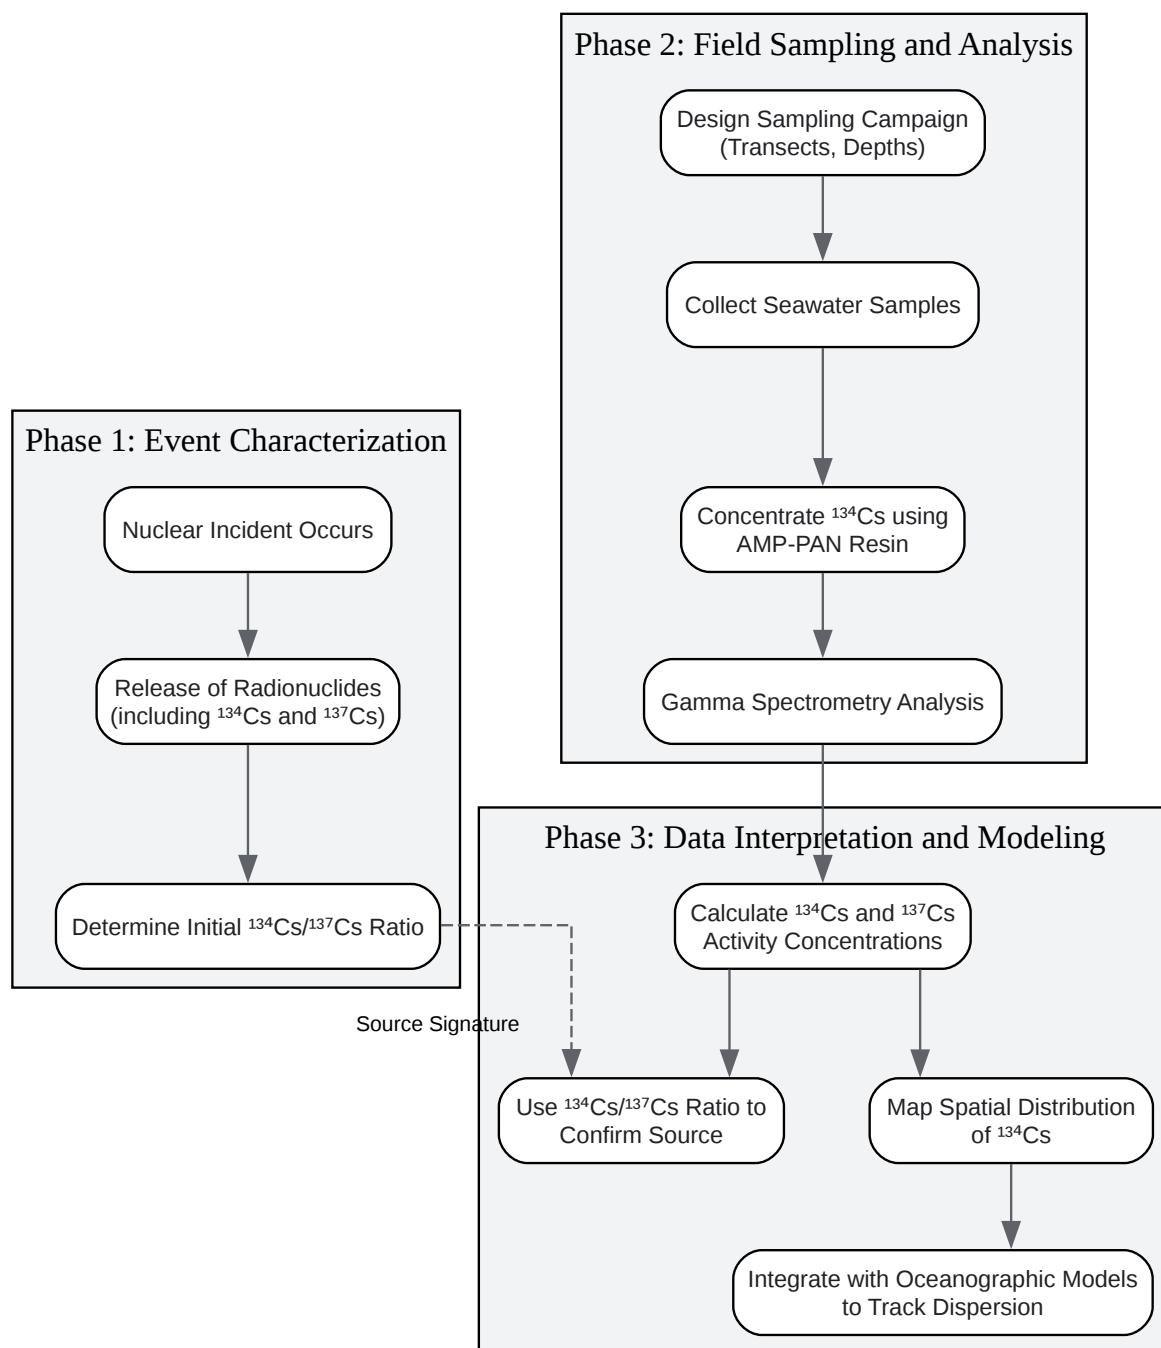 Phase 2: Field Sampling and Analysis
Design Sampling Campaign
(Transects, Depths)
Collect Seawater Samples
Concentrate ¹³⁴Cs using
AMP-PAN Resin
Gamma Spectrometry Analysis
Phase 1: Event Characterization
Nuclear Incident Occurs
Release of Radionuclides
(including ¹³⁴Cs and ¹³⁷Cs)
Determine Initial ¹³⁴Cs/¹³⁷Cs Ratio
Source Signature
Phase 3: Data Interpretation and Modeling
Calculate ¹³⁴Cs and ¹³⁷Cs
Activity Concentrations
Use ¹³⁴Cs/¹³⁷Cs Ratio to
Confirm Source
Map Spatial Distribution
of ¹³⁴Cs
Integrate with Oceanographic Models
to Track Dispersion